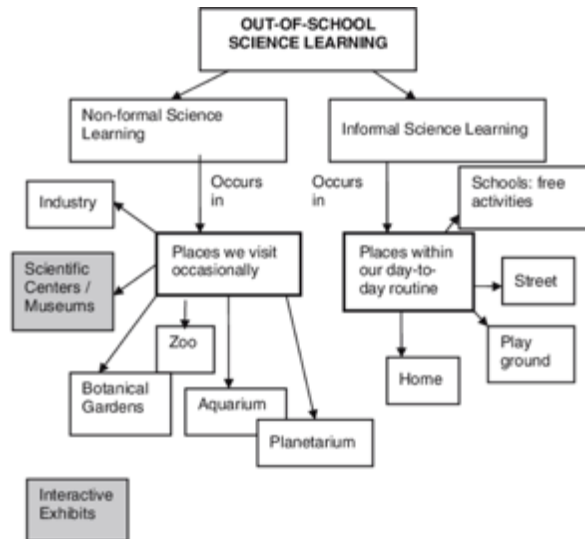 OUT-OF-SCHOOL
SCIENCE LEARNING
Non-formal Science
Learning
Informal Science Learning
Occurs
in
Occurs
in
Schools: free
activities
Industry
Places we visit
occasionally
Places within
our day-to-
day routine
Scientific
Centers /
Museums
Street
Zoo
Play
ground
Botanical
Gardens
Home
Aquarium
Planetarium
Interactive
Exhibits